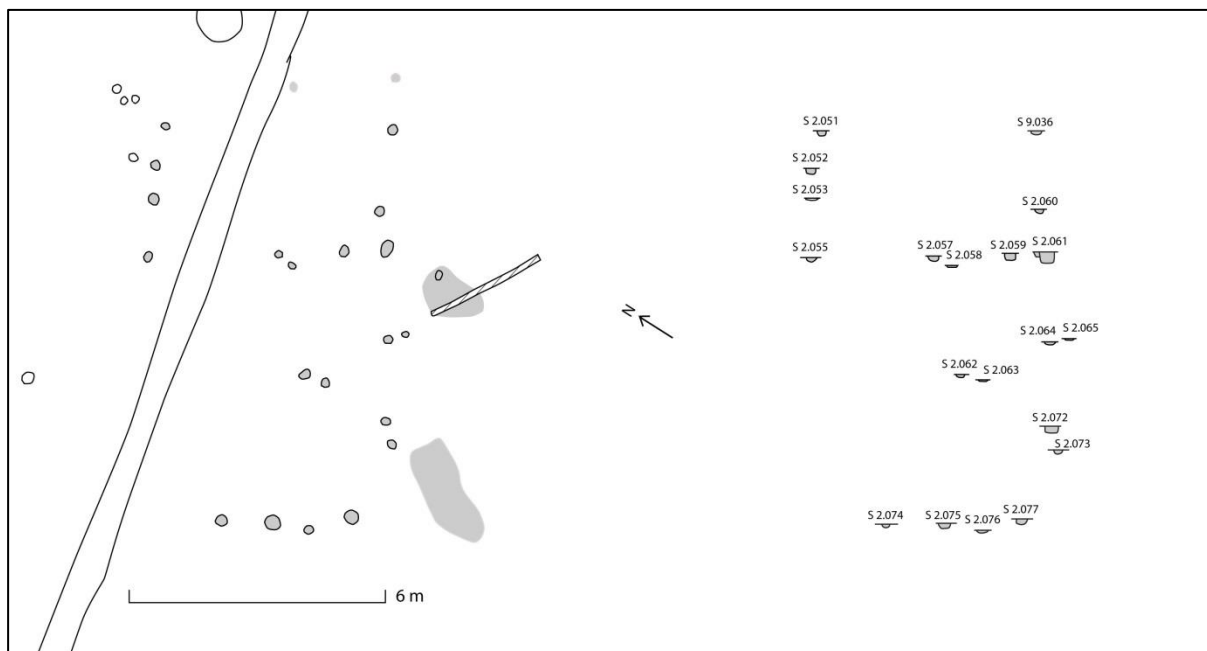 S 2.051
S 9.036
S 2.052
S 2.053
S 2.060
S 2.055
S 2.057
S 2.058
S 2.059
S 2.061
N
S 2.064
S 2.065
S 2.062
S 2.063
S 2.072
S 2.073
S 2.074
S 2.075
S 2.076
S 2.077
6 m